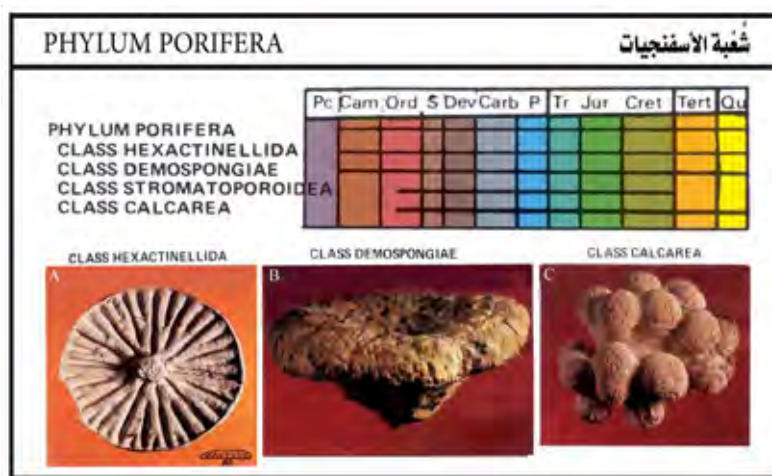 PHYLUM PORIFERA
شُعْبة الأسفنجيات
Pc Cam Ord S Dev Carb P Tr Jur Cret Tert Qu
PHYLUM PORIFERA
CLASS HEXACTINELLIDA
CLASS DEMOSPONGIAE
CLASS STROMATOPOROIDEA
CLASS CALCAREA
CLASS HEXACTINELLIDA
CLASS DEMOSPONGIAE
CLASS CALCAREA
A
B
C